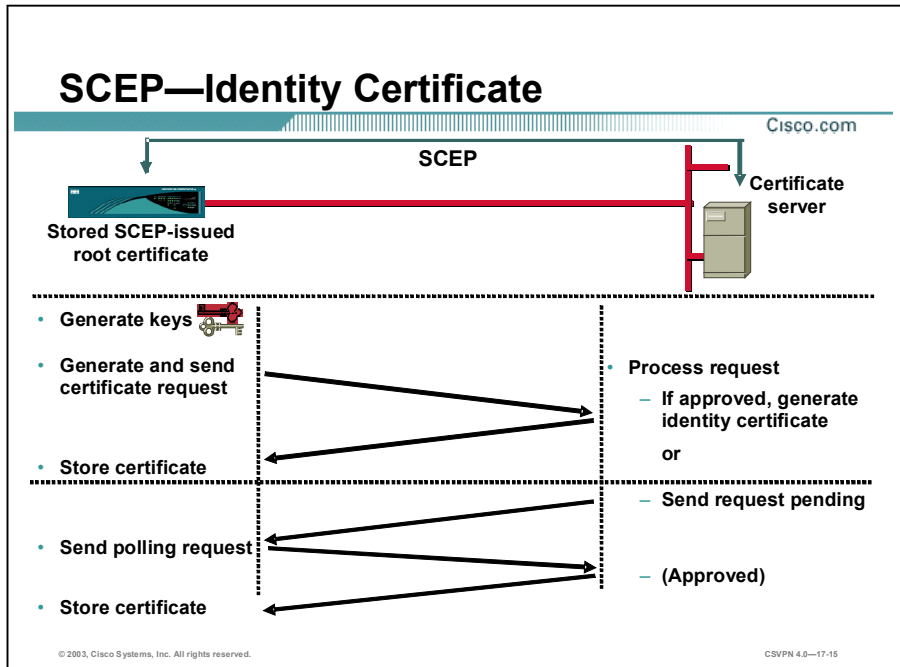 SCEP—Identity Certificate
Cisco.com
SCEP
Certificate
server
Stored SCEP-issued
root certificate
• Generate keys
• Generate and send
certificate request
• Process request
– If approved, generate
identity certificate
or
• Store certificate
– Send request pending
• Send polling request
– (Approved)
• Store certificate
© 2003, Cisco Systems, Inc. All rights reserved.
CSVPN 4.0—17-15